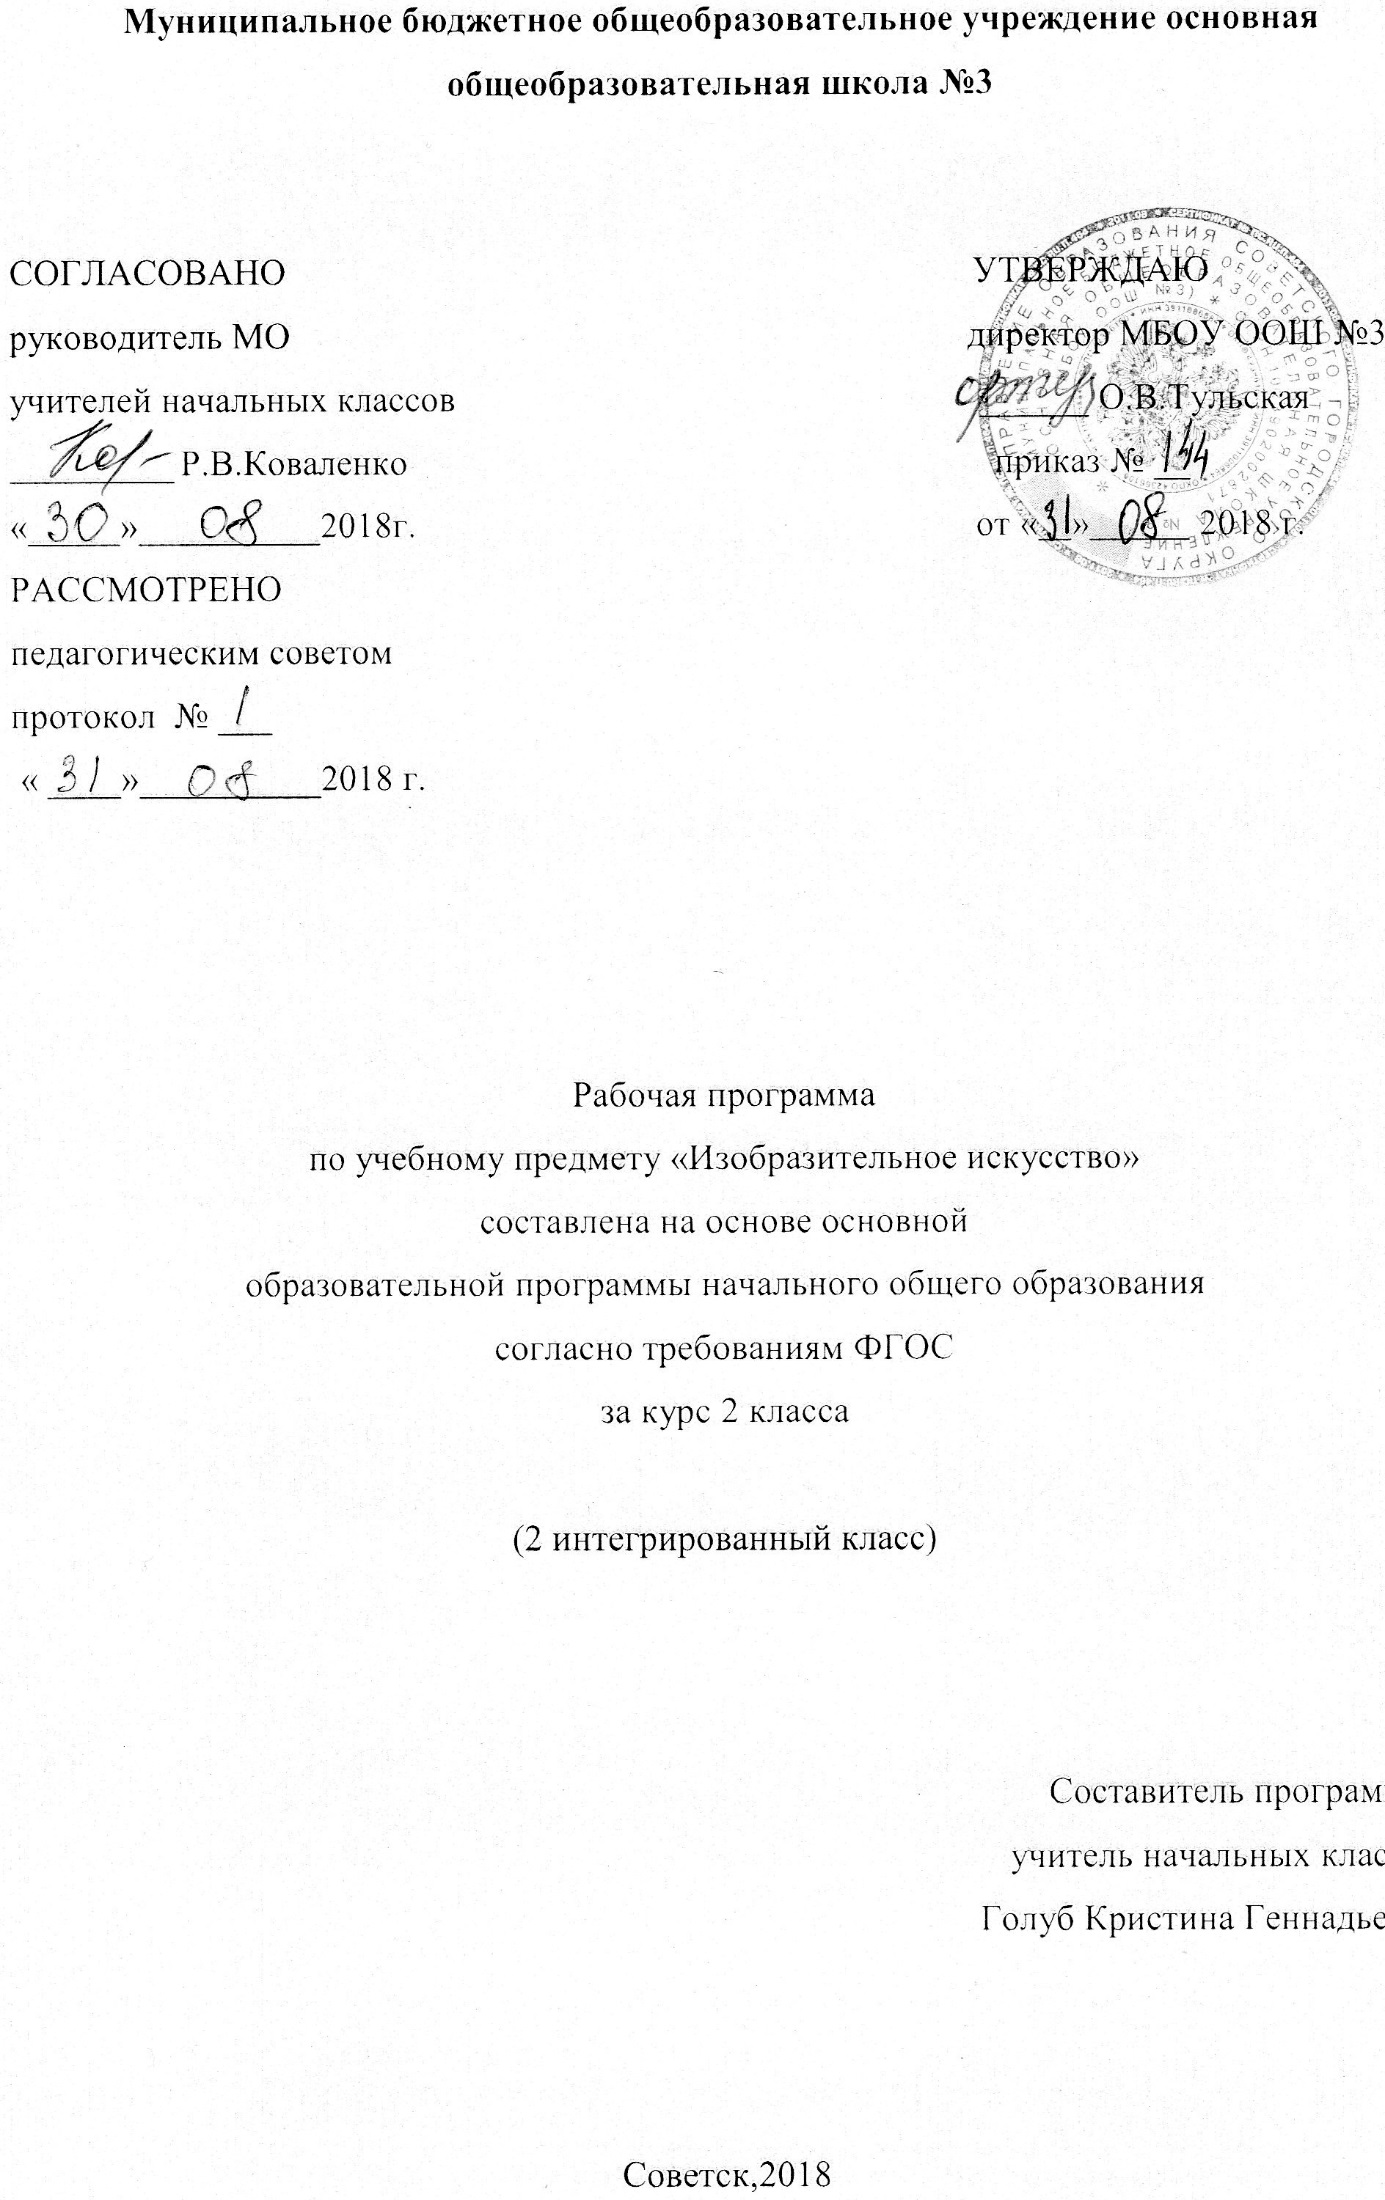 Муниципальное бюджетное общеобразовательное учреждение основная
общеобразовательная школа №3
СОГЛАСОВАНО
руководитель МО
учителей начальных классов
Р.В.Коваленко
«30» 08 2018г.
РАССМОТРЕНО
педагогическим советом
протокол № 1
« 31 » 08 2018 г.
УТВЕРЖДАЮ
директор МБОУ ООШ №3
О.В.Тульская
приказ № 144
от «31» 08 2018 г.
Рабочая программа
по учебному предмету «Изобразительное искусство»
составлена на основе основной
образовательной программы начального общего образования
согласно требованиям ФГОС
за курс 2 класса
(2 интегрированный класс)
Составитель програм
учитель начальных клас
Голуб Кристина Геннадье
Советск,2018